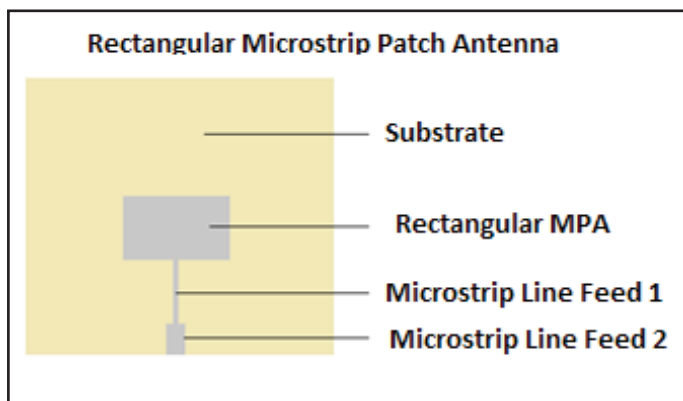 Rectangular Microstrip Patch Antenna
Substrate
Rectangular MPA
Microstrip Line Feed 1
Microstrip Line Feed 2